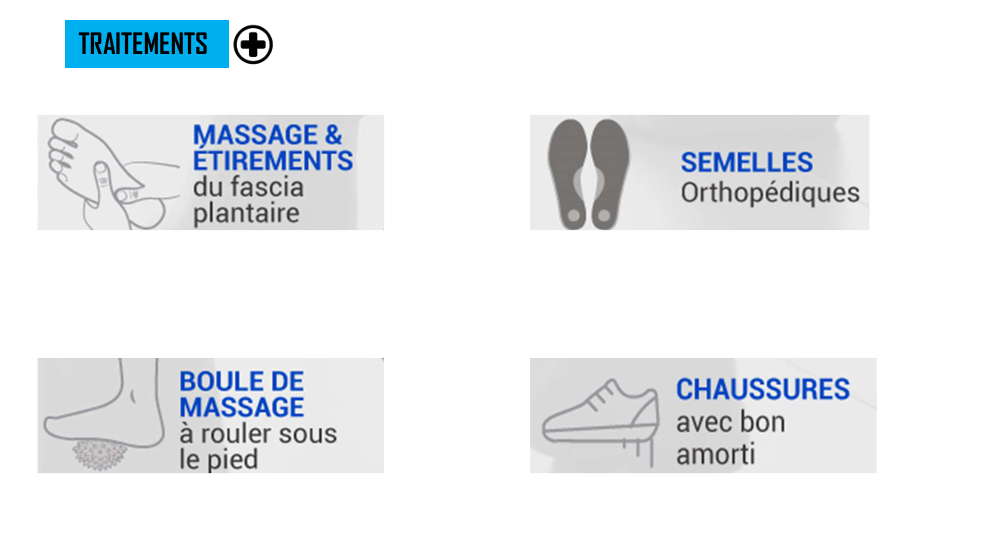 TRAITEMENTS
MASSAGE &
ÉTIREMENTS
du fascia
plantaire
SEMELLES
Orthopédiques
BOULE DE
MASSAGE
à rouler sous
le pied
CHAUSSURES
avec bon
amorti